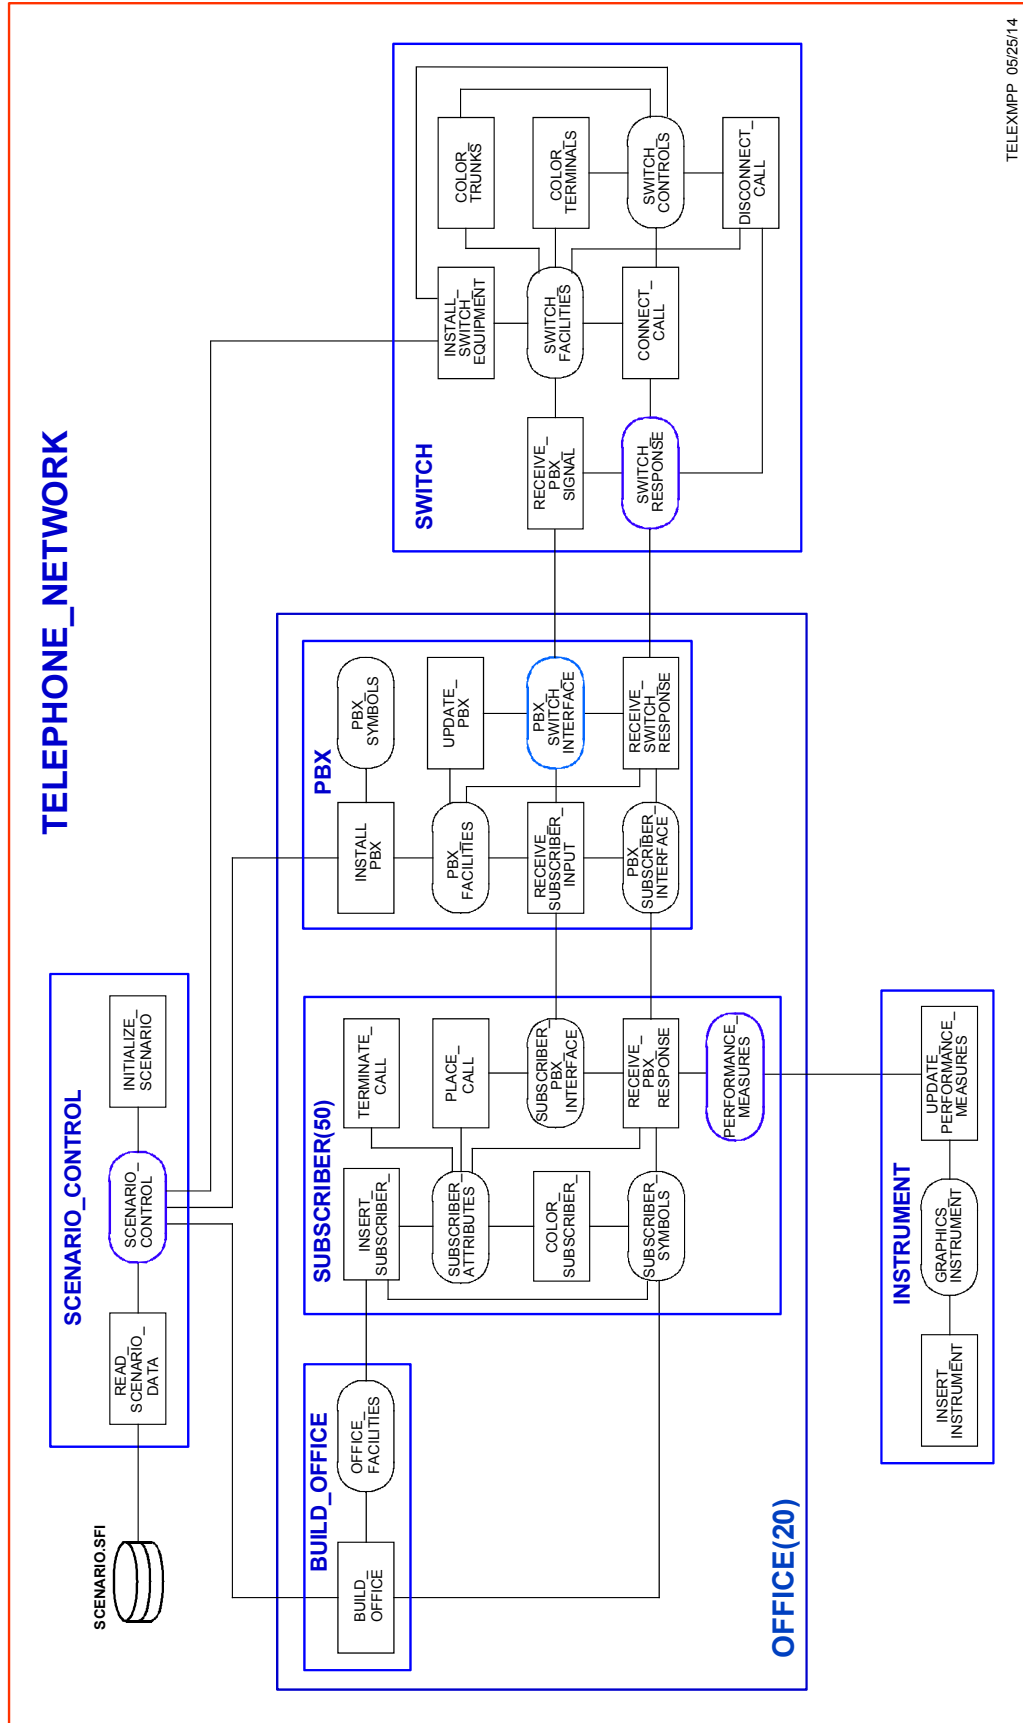 TELEPHONE_NETWORK
SCENARIO.SFI
SCENARIO_CONTROL
READ_
SCENARIO_
DATA
SCENARIO_
CONTROL
INITIALIZE_
SCENARIO
BUILD_OFFICE
BUILD_
OFFICE
OFFICE_
FACILITIES
SUBSCRIBER(50)
INSERT_
SUBSCRIBER_
TERMINATE_
CALL
SUBSCRIBER_
ATTRIBUTES
PLACE_
CALL
COLOR_
SUBSCRIBER_
SUBSCRIBER_
PBX_
INTERFACE
SUBSCRIBER_
SYMBOLS
RECEIVE_
PBX_
RESPONSE
PERFORMANCE_
MEASURES
PBX
INSTALL_
PBX
PBX_
SYMBOLS
PBX_
FACILITIES
UPDATE_
PBX
RECEIVE_
SUBSCRIBER_
INPUT
PBX_
SWITCH_
INTERFACE
PBX_
SUBSCRIBER_
INTERFACE
RECEIVE_
SWITCH_
RESPONSE
OFFICE(20)
SWITCH
INSTALL_
SWITCH_
EQUIPMENT
COLOR_
TRUNKS
RECEIVE_
PBX_
SIGNAL
SWITCH_
FACILITIES
COLOR_
TERMINALS
SWITCH_
RESPONSE
CONNECT_
CALL
SWITCH_
CONTROLS
DISCONNECT_
CALL
INSTRUMENT
INSERT_
INSTRUMENT
GRAPHICS_
INSTRUMENT
UPDATE_
PERFORMANCE_
MEASURES
TELEXMPP 05/25/14